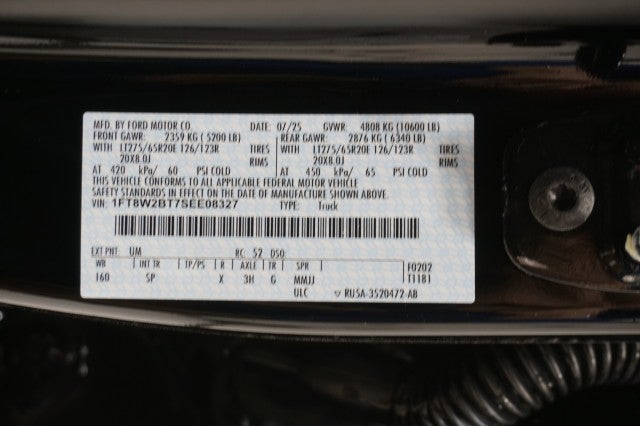 MFD. BY FORD MOTOR CO. DATE: 07/25 GVWR: 4808 KG (10600 LB)
FRONT GAWR: 2359 KG ( 5200 LB) REAR GAWR: 2876 KG ( 6340 LB)
WITH LT275/65R20E 126/123R TIRES WITH LT275/65R20E 126/123R TIRES
20X8.0J RIMS 20X8.0J RIMS
AT 420 kPa/ 60 PSI COLD AT 450 kPa/ 65 PSI COLD
THIS VEHICLE CONFORMS TO ALL APPLICABLE FEDERAL MOTOR VEHICLE
SAFETY STANDARDS IN EFFECT ON THE DATE OF MANUFACTURE SHOWN ABOVE.
VIN: 1FT8W2BT7SEE08327 TYPE: Truck
EXT PNT: UM RC: 52 DSO:
WB INT TR TP/PS R AXLE TR SPR F0202
160 SP X 3H G MMJJ T1181
ULC ▽ RU5A-3520472-AB